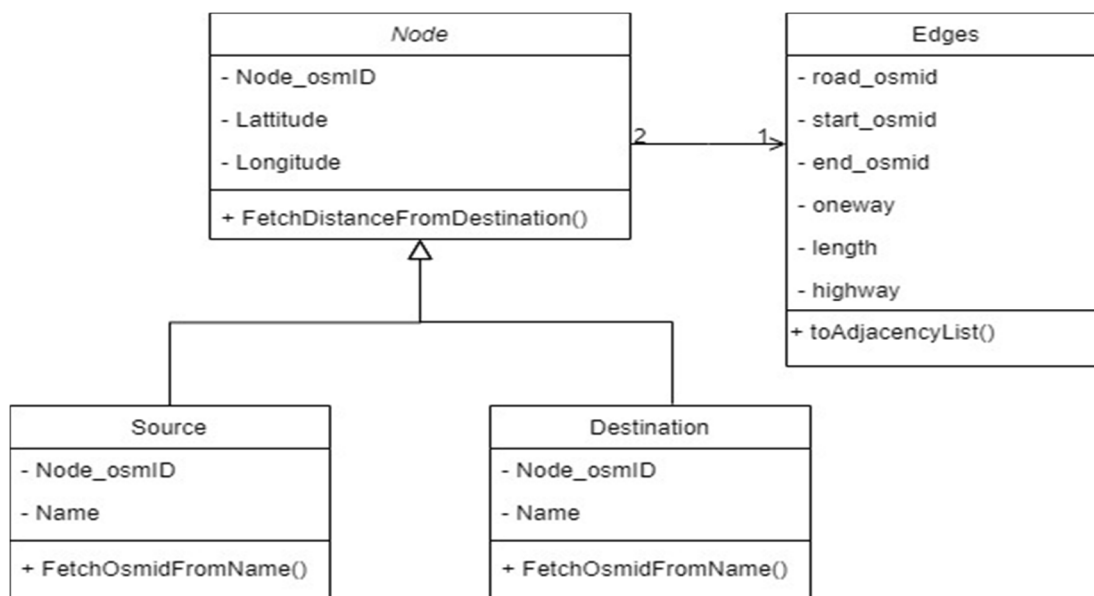 Node
- Node_osmID
- Lattitude
- Longitude
+ FetchDistanceFromDestination()
2
1
Edges
- road_osmid
- start_osmid
- end_osmid
- oneway
- length
- highway
+ toAdjacencyList()
Source
- Node_osmID
- Name
+ FetchOsmidFromName()
Destination
- Node_osmID
- Name
+ FetchOsmidFromName()